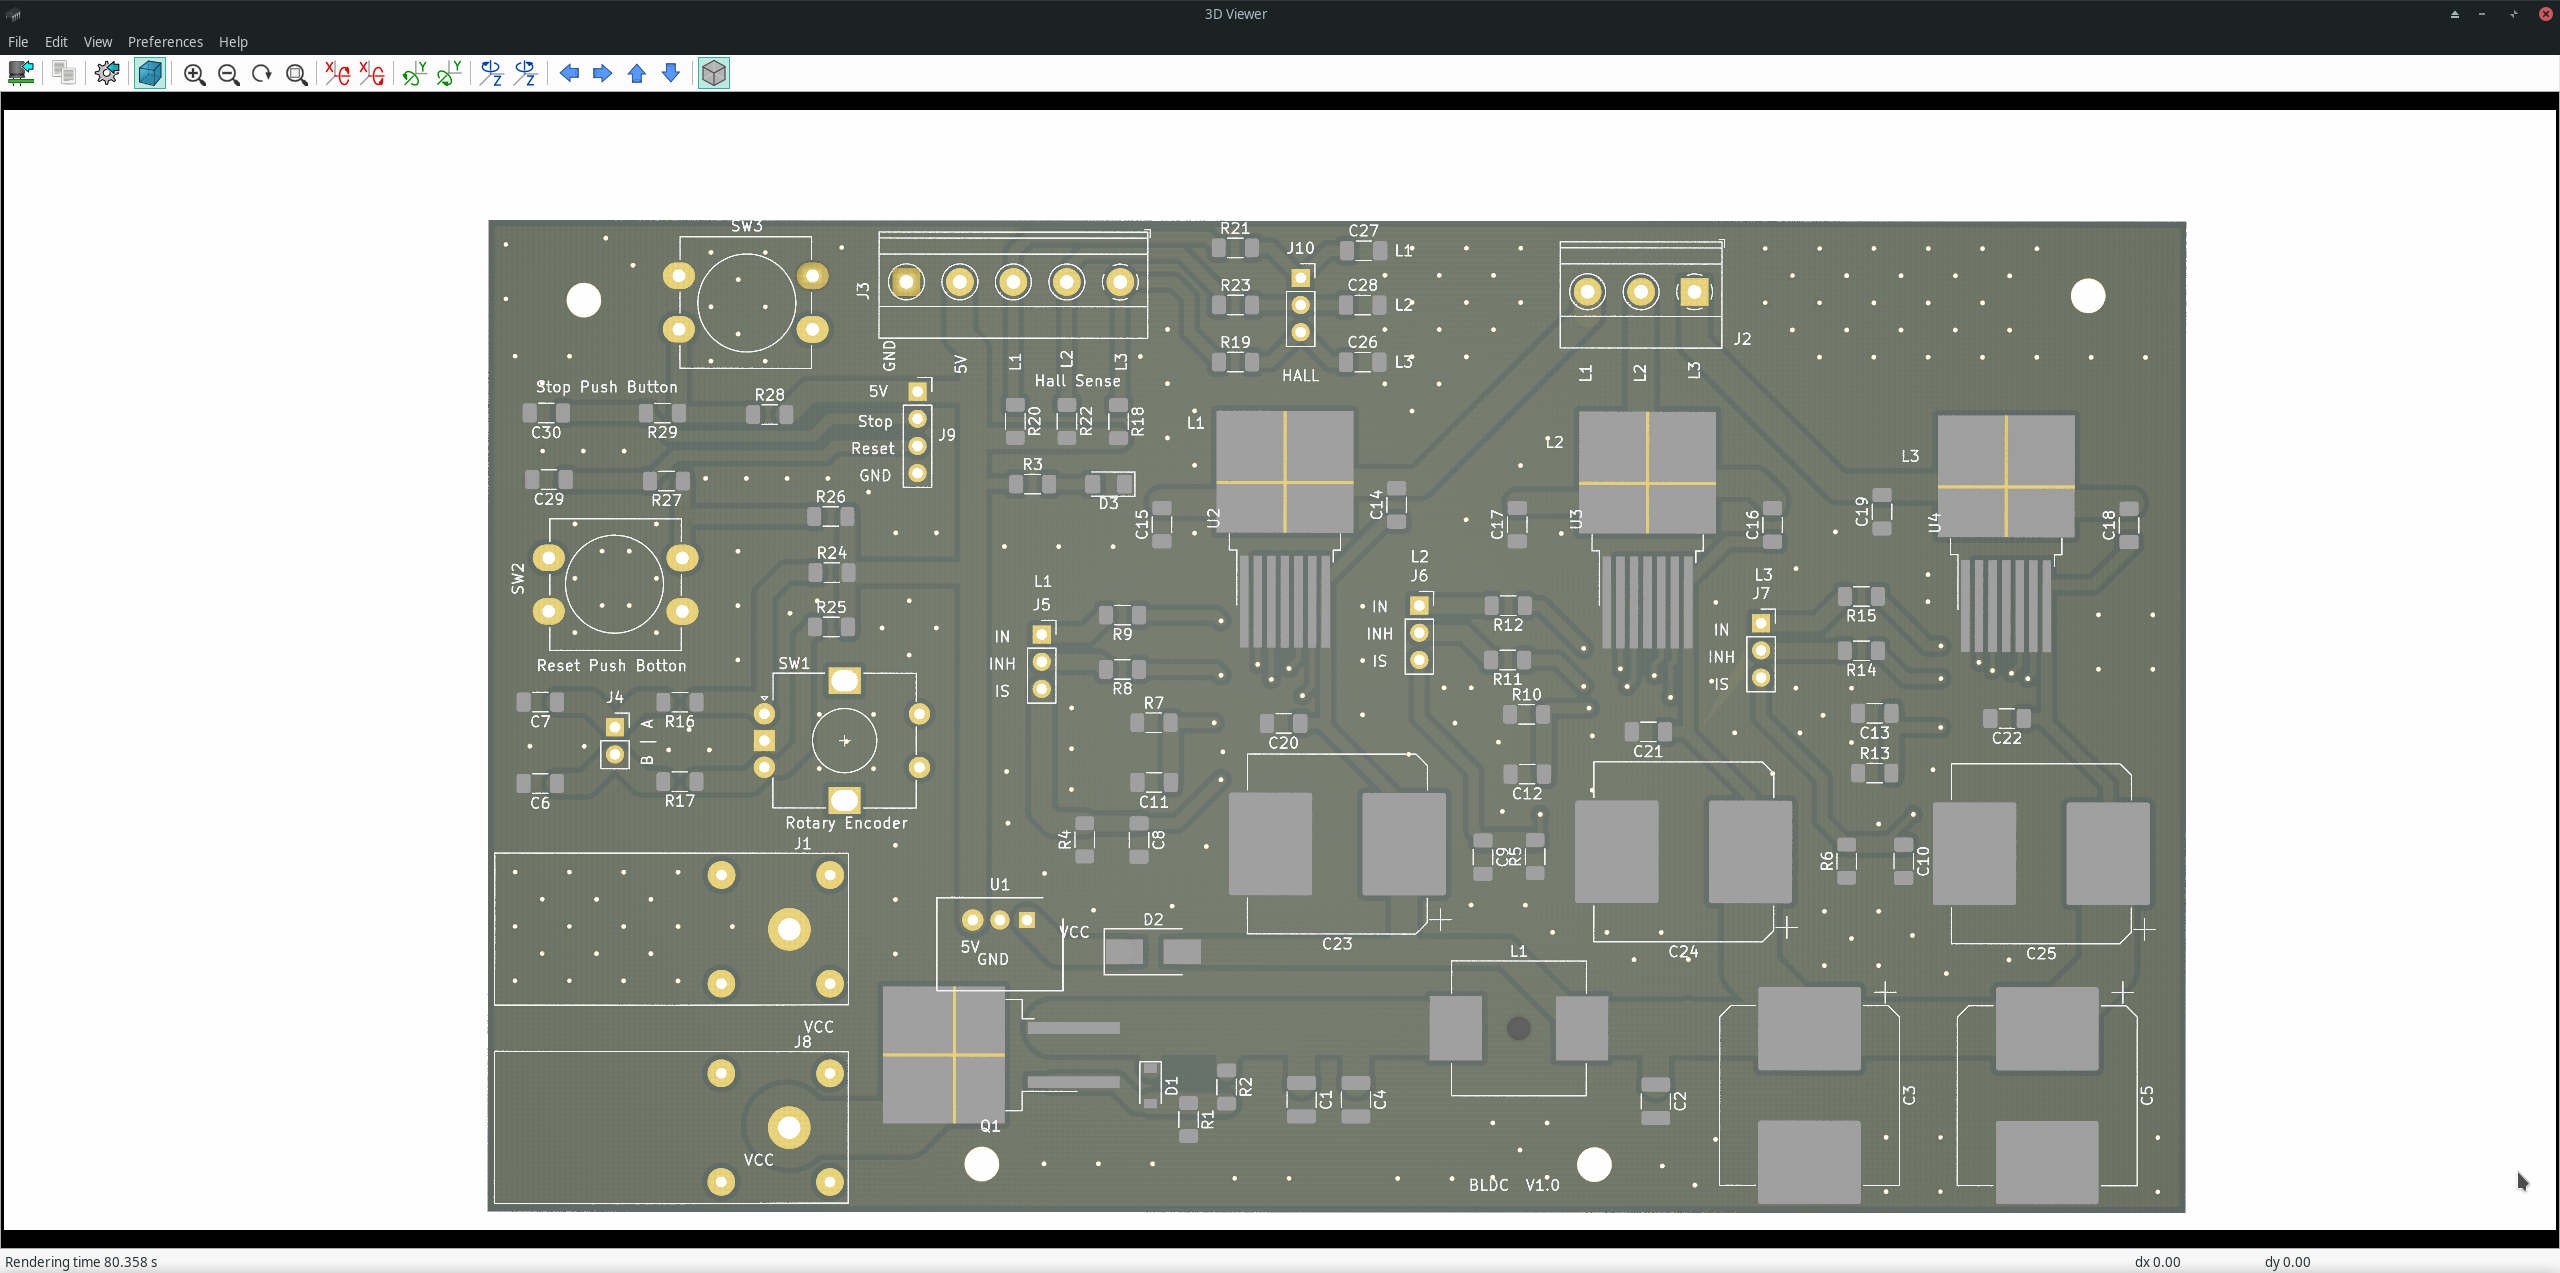 3D Viewer
File Edit View Preferences Help
SW3
R21
C27
J10
L1
J3
R23
C28
L2
R19
C26
L3
HALL
J2
L1 L2 L3
GND 5V L1 L2 L3
Hall Sense
Stop Push Button
R28
5V
Stop
Reset
GND
J9
C30
R29
R20 R22 R18
L1
L2
L3
C29
R27
R26
R3
D3
C15
U2
C14
C17
U3
C16
C19
U4
C18
R24
SW2
L1
J5
L2
J6
L3
J7
R25
IN
INH
IS
R9
R8
IN
INH
IS
R12
R11
IN
INH
IS
R15
R14
Reset Push Botton
SW1
J4
C7
R16
A
B |
C6
R17
R7
R10
C20
C21
C13
R13
C22
C11
C12
Rotary Encoder
J1
R4
C8
C9
R5
R6
C10
U1
VCC
5V
GND
D2
C23
L1
C24
C25
VCC
J8
VCC
Q1
D1
R1
R2
C1
C4
C2
C3
C5
BLDC V1.0
Rendering time 80.358 s
dx 0.00
dy 0.00